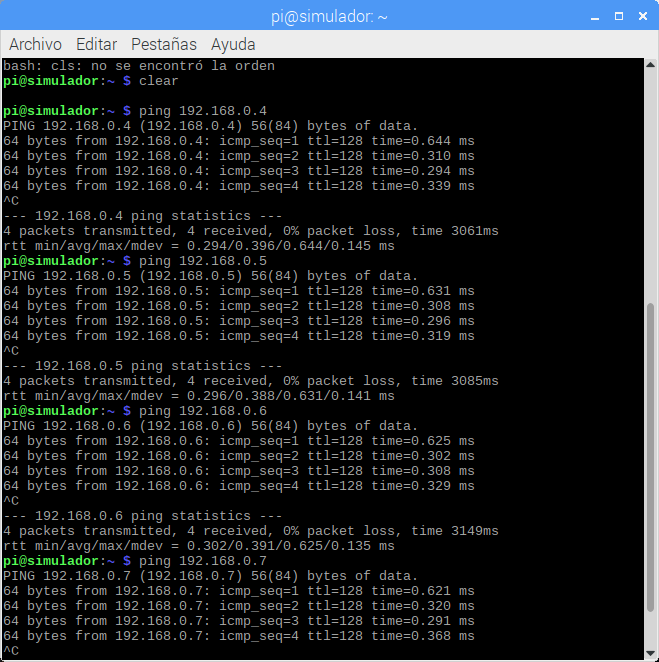 pi@simulador: ~
Archivo Editar Pestañas Ayuda
bash: cls: no se encontró la orden
pi@simulador:~ $ clear
pi@simulador:~ $ ping 192.168.0.4
PING 192.168.0.4 (192.168.0.4) 56(84) bytes of data.
64 bytes from 192.168.0.4: icmp_seq=1 ttl=128 time=0.644 ms
64 bytes from 192.168.0.4: icmp_seq=2 ttl=128 time=0.310 ms
64 bytes from 192.168.0.4: icmp_seq=3 ttl=128 time=0.294 ms
64 bytes from 192.168.0.4: icmp_seq=4 ttl=128 time=0.339 ms
^C
--- 192.168.0.4 ping statistics ---
4 packets transmitted, 4 received, 0% packet loss, time 3061ms
rtt min/avg/max/mdev = 0.294/0.396/0.644/0.145 ms
pi@simulador:~ $ ping 192.168.0.5
PING 192.168.0.5 (192.168.0.5) 56(84) bytes of data.
64 bytes from 192.168.0.5: icmp_seq=1 ttl=128 time=0.631 ms
64 bytes from 192.168.0.5: icmp_seq=2 ttl=128 time=0.308 ms
64 bytes from 192.168.0.5: icmp_seq=3 ttl=128 time=0.296 ms
64 bytes from 192.168.0.5: icmp_seq=4 ttl=128 time=0.319 ms
^C
--- 192.168.0.5 ping statistics ---
4 packets transmitted, 4 received, 0% packet loss, time 3085ms
rtt min/avg/max/mdev = 0.296/0.388/0.631/0.141 ms
pi@simulador:~ $ ping 192.168.0.6
PING 192.168.0.6 (192.168.0.6) 56(84) bytes of data.
64 bytes from 192.168.0.6: icmp_seq=1 ttl=128 time=0.625 ms
64 bytes from 192.168.0.6: icmp_seq=2 ttl=128 time=0.302 ms
64 bytes from 192.168.0.6: icmp_seq=3 ttl=128 time=0.308 ms
64 bytes from 192.168.0.6: icmp_seq=4 ttl=128 time=0.329 ms
^C
--- 192.168.0.6 ping statistics ---
4 packets transmitted, 4 received, 0% packet loss, time 3149ms
rtt min/avg/max/mdev = 0.302/0.391/0.625/0.135 ms
pi@simulador:~ $ ping 192.168.0.7
PING 192.168.0.7 (192.168.0.7) 56(84) bytes of data.
64 bytes from 192.168.0.7: icmp_seq=1 ttl=128 time=0.621 ms
64 bytes from 192.168.0.7: icmp_seq=2 ttl=128 time=0.320 ms
64 bytes from 192.168.0.7: icmp_seq=3 ttl=128 time=0.291 ms
64 bytes from 192.168.0.7: icmp_seq=4 ttl=128 time=0.368 ms
^C